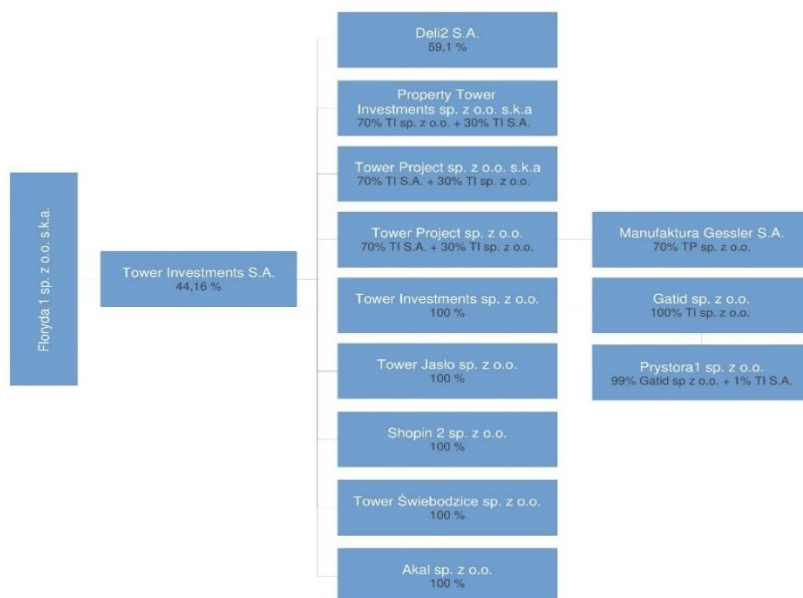 Floryda 1 sp. z o.o. s.k.a.
Tower Investments S.A.
44,16 %
Deli2 S.A.
59,1 %
Property Tower
Investments sp. z o.o. s.k.a
70% TI sp. z o.o. + 30% TI S.A.
Tower Project sp. z o.o. s.k.a
70% TI S.A. + 30% TI sp. z o.o.
Tower Project sp. z o.o.
70% TI S.A. + 30% TI sp. z o.o.
Tower Investments sp. z o.o.
100 %
Tower Jasło sp. z o.o.
100 %
Shopin 2 sp. z o.o.
100 %
Tower Świebodzice sp. z o.o.
100 %
Akal sp. z o.o.
100 %
Manufaktura Gessler S.A.
70% TP sp. z o.o.
Gatid sp. z o.o.
100% TI sp. z o.o.
Prystora1 sp. z o.o.
99% Gatid sp z o.o. + 1% TI S.A.